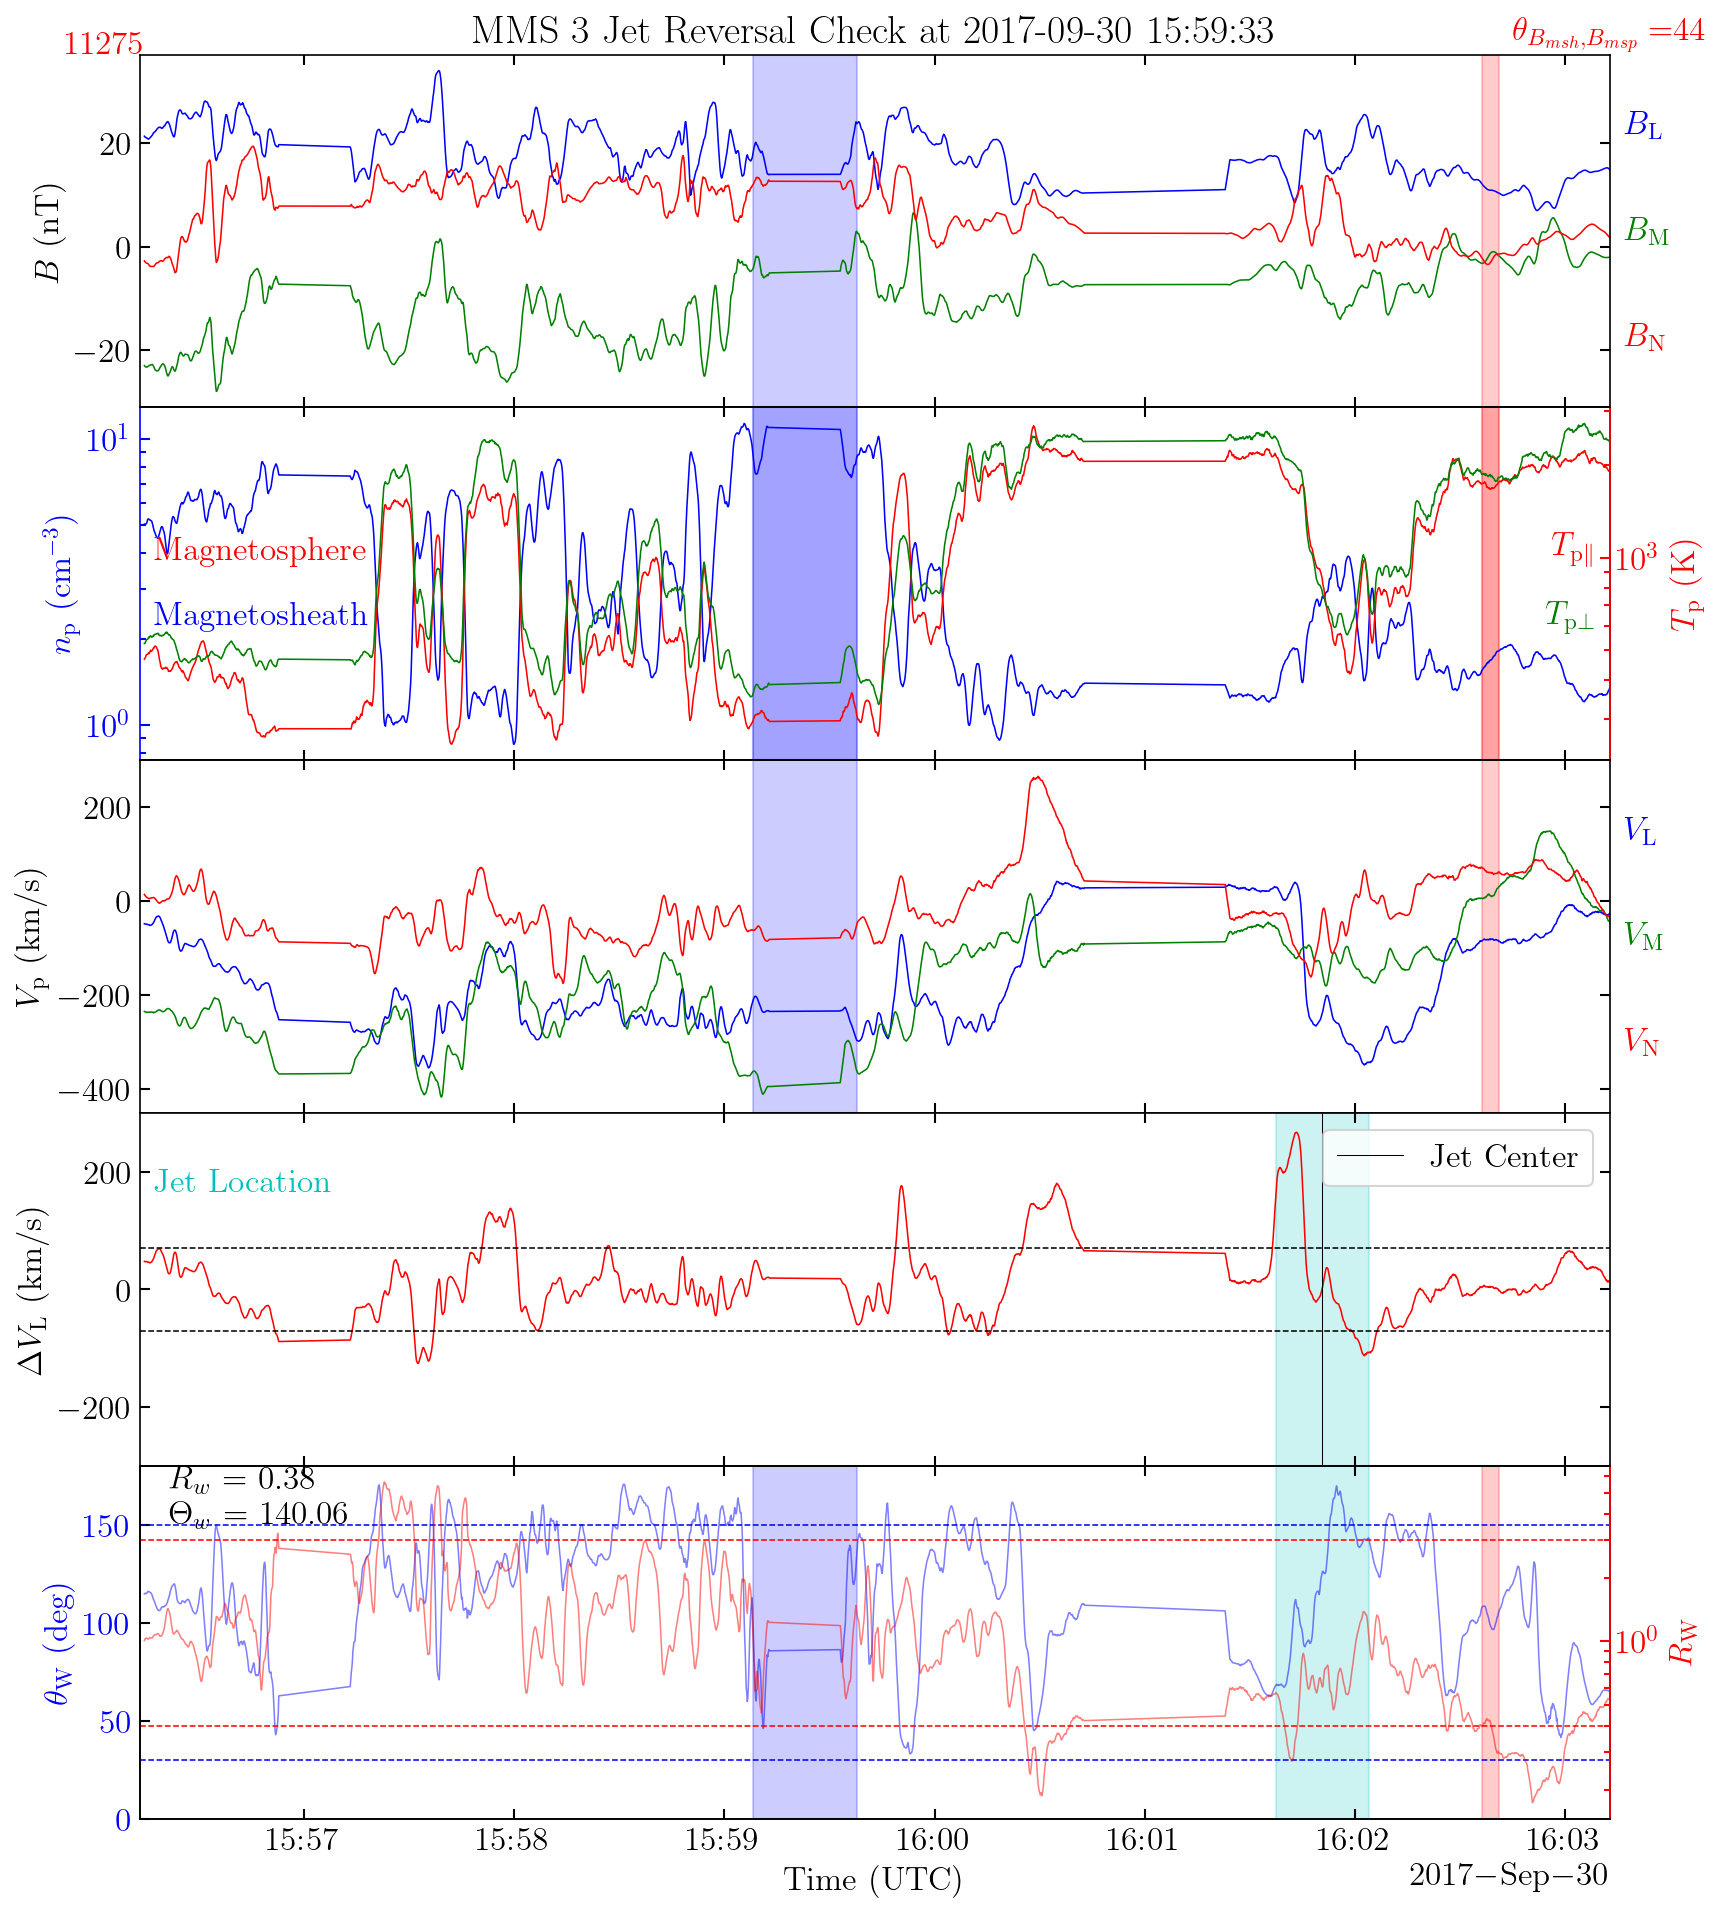 MMS 3 Jet Reversal Check at 2017-09-30 15:59:33
11275
θ_{B_{msh},B_{msp}} =44
B (nT)
20
0
−20
B_L
B_M
B_N
n_p (cm^{−3})
10^1
10^0
Magnetosphere
Magnetosheath
T_{p∥}
T_{p⊥}
10^3
T_p (K)
V_p (km/s)
200
0
−200
−400
V_L
V_M
V_N
ΔV_L (km/s)
200
0
−200
Jet Location
Jet Center
R_w = 0.38
Θ_w = 140.06
θ_W (deg)
150
100
50
0
10^0
R_W
15:57 15:58 15:59 16:00 16:01 16:02 16:03
Time (UTC)
2017−Sep−30